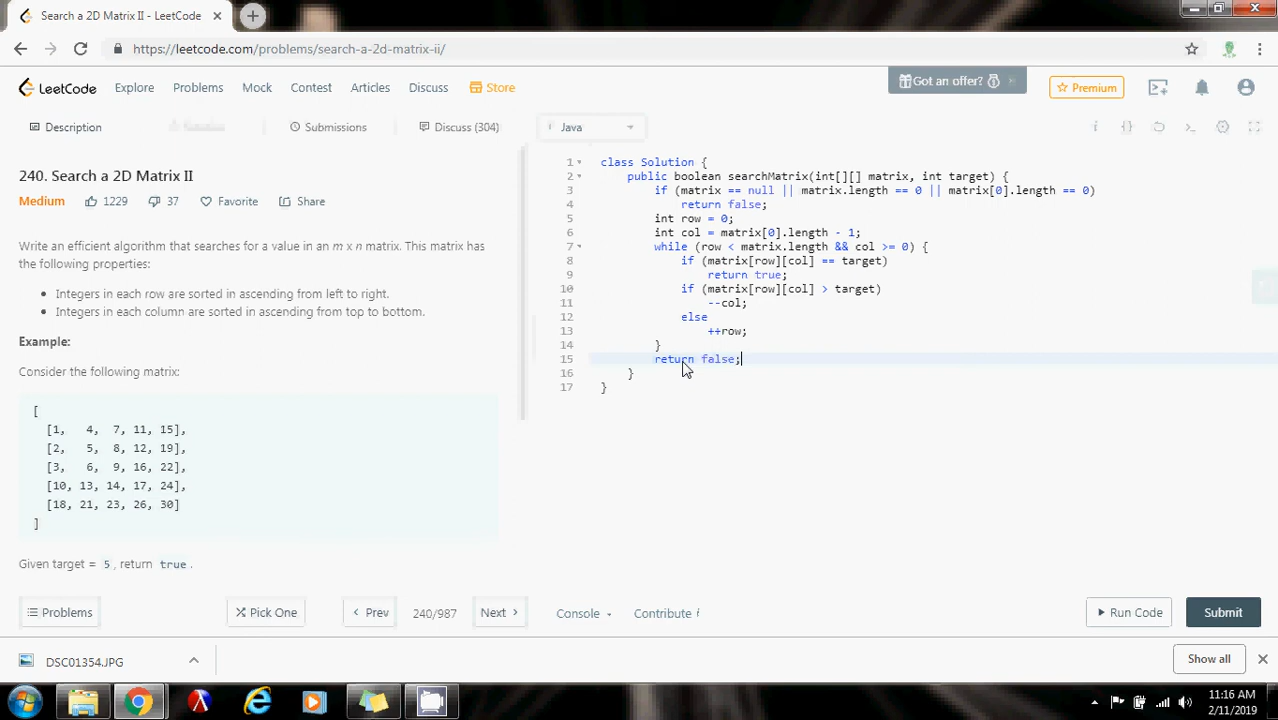 Search a 2D Matrix II - LeetCode
https://leetcode.com/problems/search-a-2d-matrix-ii/
LeetCode Explore Problems Mock Contest Articles Discuss Store Got an offer? Premium
Description Submissions Discuss (304) Java
240. Search a 2D Matrix II
Medium 1229 37 Favorite Share
Write an efficient algorithm that searches for a value in an m x n matrix. This matrix has
the following properties:
• Integers in each row are sorted in ascending from left to right.
• Integers in each column are sorted in ascending from top to bottom.
Example:
Consider the following matrix:
[
[1, 4, 7, 11, 15],
[2, 5, 8, 12, 19],
[3, 6, 9, 16, 22],
[10, 13, 14, 17, 24],
[18, 21, 23, 26, 30]
]
Given target = 5, return true.
1 class Solution {
2 public boolean searchMatrix(int[][] matrix, int target) {
3 if (matrix == null || matrix.length == 0 || matrix[0].length == 0)
4 return false;
5 int row = 0;
6 int col = matrix[0].length - 1;
7 while (row < matrix.length && col >= 0) {
8 if (matrix[row][col] == target)
9 return true;
10 if (matrix[row][col] > target)
11 --col;
12 else
13 ++row;
14 }
15 return false;
16 }
17 }
Problems Pick One Prev 240/987 Next Console Contribute Run Code Submit
DSC01354.JPG Show all
11:16 AM
2/11/2019